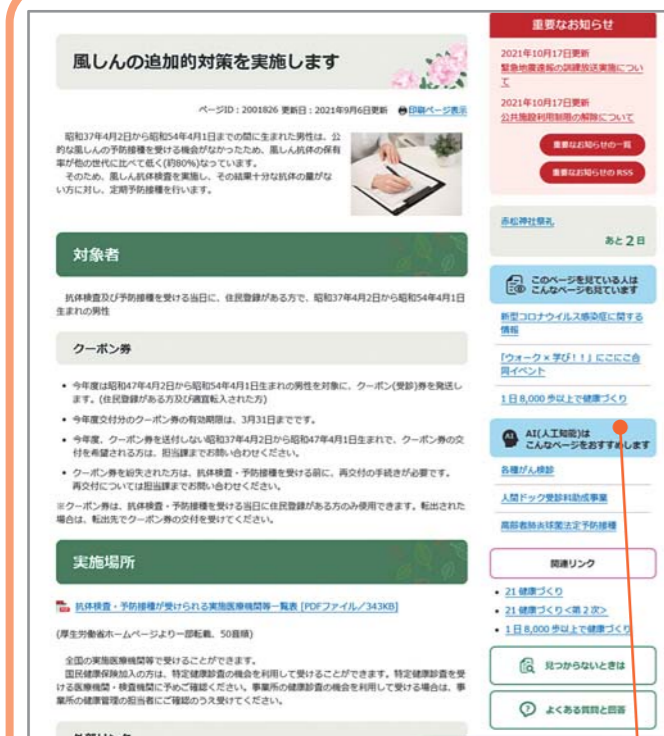 風しんの追加的対策を実施します
ページID：2001826 更新日：2021年9月6日更新 印刷ページ表示
昭和37年4月2日から昭和54年4月1日までの間に生まれた男性は、公
的な風しんの予防接種を受ける機会がなかったため、風しん抗体の保有
率が他の世代に比べて低く(約80%)なっています。
そのため、風しん抗体検査を実施し、その結果十分な抗体の量がな
い方に対し、定期予防接種を行います。
対象者
抗体検査及び予防接種を受ける当日に、住民登録がある方で、昭和37年4月2日から昭和54年4月1日
生まれの男性
クーポン券
• 今年度は昭和47年4月2日から昭和54年4月1日生まれの男性を対象に、クーポン(受診)券を発送し
ます。(住民登録がある方及び適宜転入された方)
• 今年度交付分のクーポン券の有効期限は、3月31日までです。
• 今年度、クーポン券を送付しない昭和37年4月2日から昭和47年4月1日生まれで、クーポン券の交
付を希望される方は、担当課までお問い合わせください。
• クーポン券を紛失された方は、抗体検査・予防接種を受ける前に、再交付の手続きが必要です。
再交付については担当課までお問い合わせください。
※クーポン券は、抗体検査・予防接種を受ける当日に住民登録がある方のみ使用できます。転出された
場合は、転出先でクーポン券の交付を受けてください。
実施場所
抗体検査・予防接種が受けられる実施医療機関等一覧表 [PDFファイル／343KB]
(厚生労働省ホームページより一部転載、50音順)
全国の実施医療機関等で受けることができます。
国民健康保険加入の方は、特定健康診査の機会を利用して受けることができます。特定健康診査を受
ける医療機関・検査機関に予めご確認ください。事業所の健康診査の機会を利用して受ける場合は、事
業所の健康管理の担当者にご確認のうえ受けてください。
重要なお知らせ
2021年10月17日更新
緊急地震速報の訓練放送実施につい
て
2021年10月17日更新
公共施設利用制限の解除について
重要なお知らせの一覧
重要なお知らせの RSS
赤松神社祭礼
あと 2 日
このページを見ている人は
こんなページも見ています
新型コロナウイルス感染症に関する
情報
「ウォーク×学び！！」にこにこ合
同イベント
1日8,000歩以上で健康づくり
AI AI(人工知能)は
こんなページをおすすめします
各種がん検診
人間ドック受診料助成事業
高齢者肺炎球菌法定予防接種
関連リンク
• 21 健康づくり
• 21 健康づくり<第2次>
• 1日8,000歩以上で健康づくり
見つからないときは
よくある質問と回答